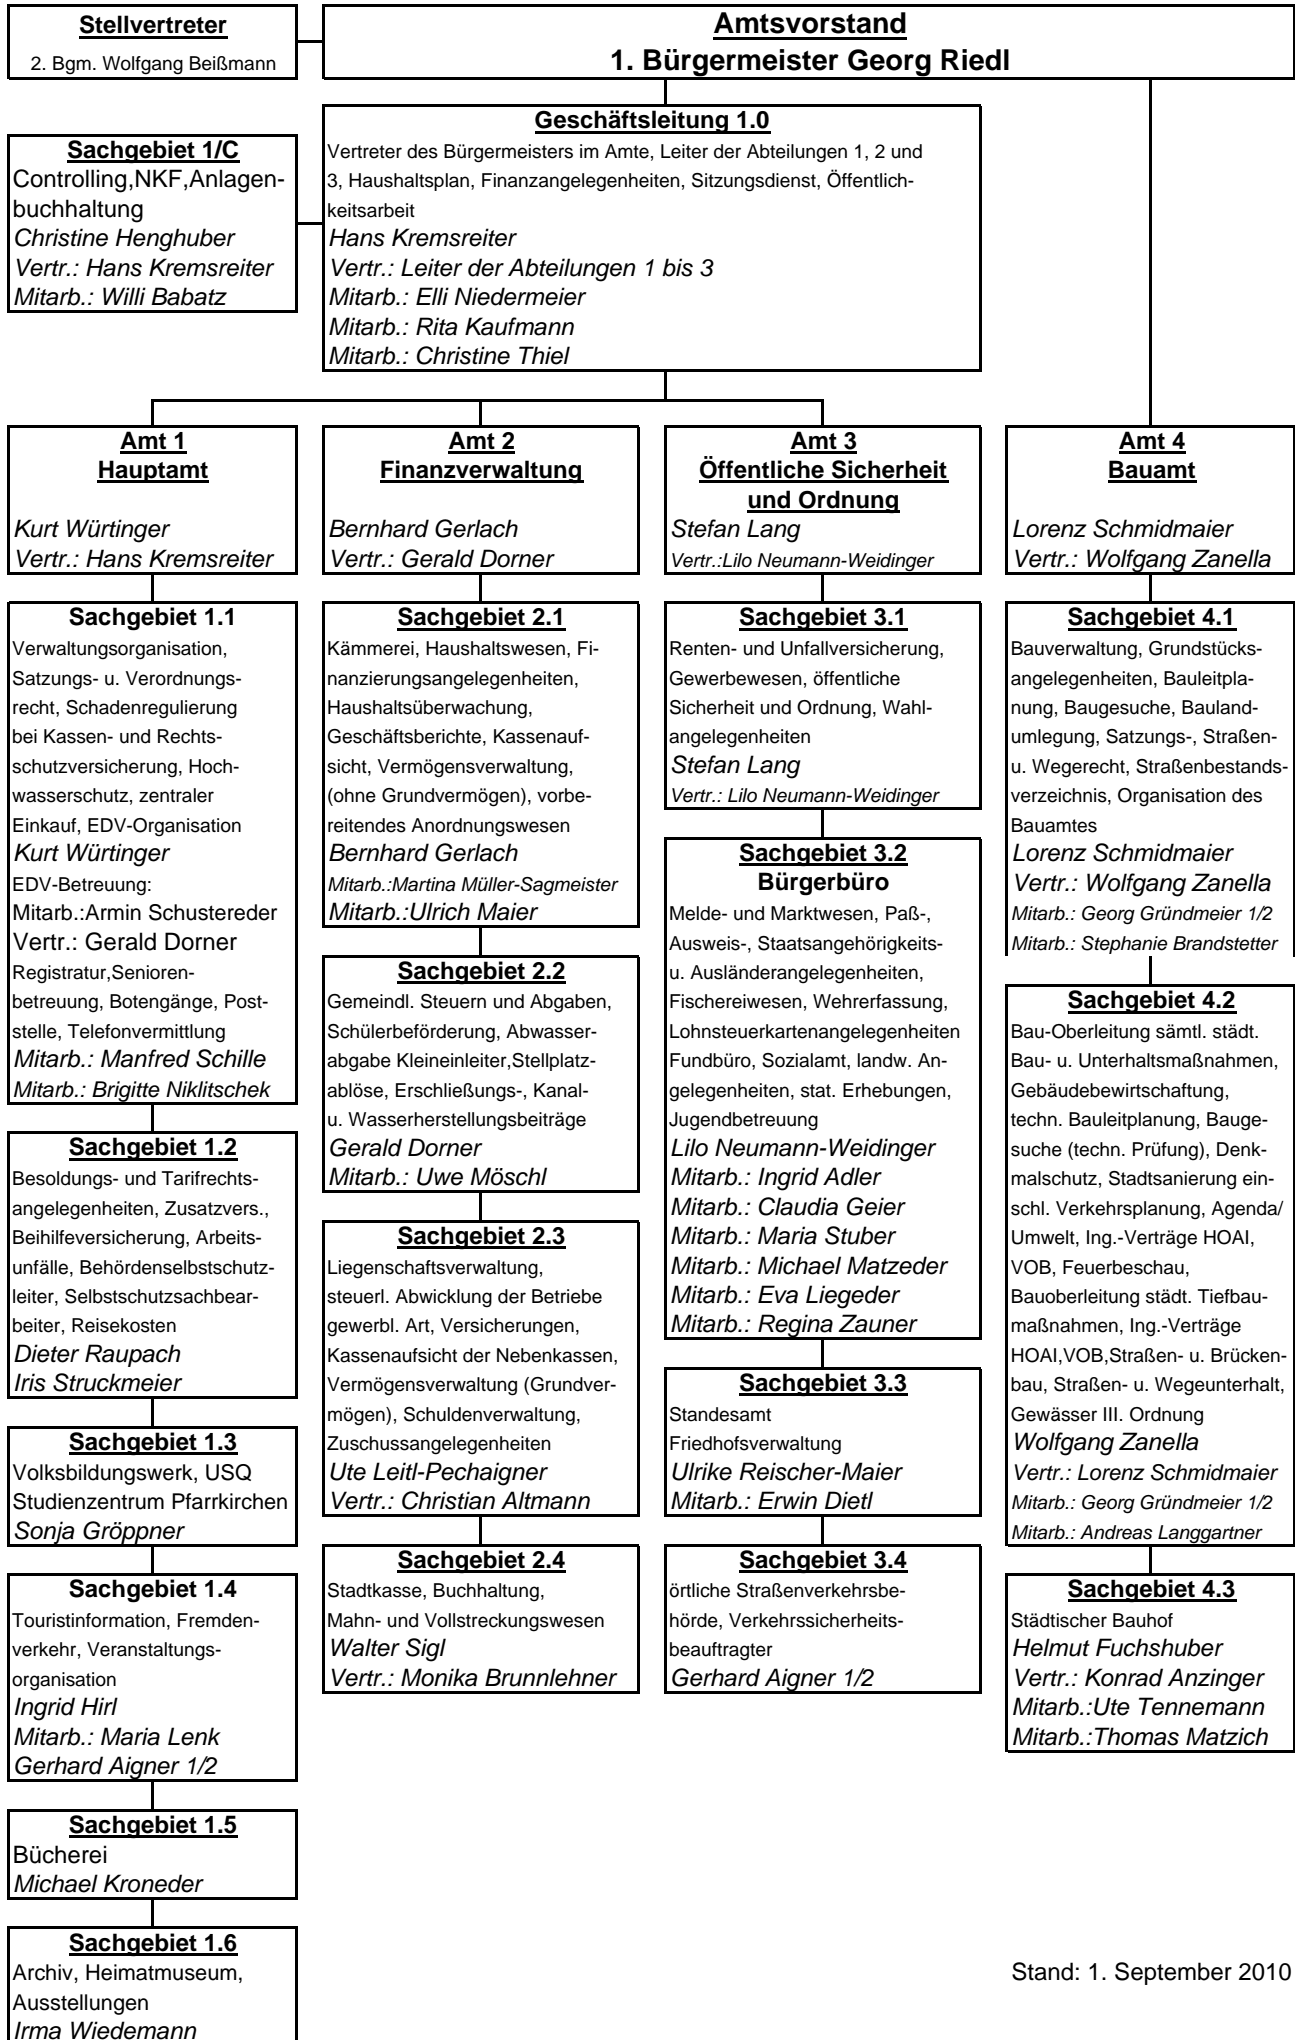 Stellvertreter
2. Bgm. Wolfgang Beißmann
Amtsvorstand
1. Bürgermeister Georg Riedl
Geschäftsleitung 1.0
Vertreter des Bürgermeisters im Amte, Leiter der Abteilungen 1, 2 und
3, Haushaltsplan, Finanzangelegenheiten, Sitzungsdienst, Öffentlich-
keitsarbeit
Hans Kremsreiter
Vertr.: Leiter der Abteilungen 1 bis 3
Mitarb.: Elli Niedermeier
Mitarb.: Rita Kaufmann
Mitarb.: Christine Thiel
Sachgebiet 1/C
Controlling,NKF,Anlagen-
buchhaltung
Christine Henghuber
Vertr.: Hans Kremsreiter
Mitarb.: Willi Babatz
Amt 1
Hauptamt
Kurt Würtinger
Vertr.: Hans Kremsreiter
Sachgebiet 1.1
Verwaltungsorganisation,
Satzungs- u. Verordnungs-
recht, Schadenregulierung
bei Kassen- und Rechts-
schutzversicherung, Hoch-
wasserschutz, zentraler
Einkauf, EDV-Organisation
Kurt Würtinger
EDV-Betreuung:
Mitarb.:Armin Schustereder
Vertr.: Gerald Dorner
Registratur,Senioren-
betreuung, Botengänge, Post-
stelle, Telefonvermittlung
Mitarb.: Manfred Schille
Mitarb.: Brigitte Niklitschek
Sachgebiet 1.2
Besoldungs- und Tarifrechts-
angelegenheiten, Zusatzvers.,
Beihilfeversicherung, Arbeits-
unfälle, Behördenselbstschutz-
leiter, Selbstschutzsachbear-
beiter, Reisekosten
Dieter Raupach
Iris Struckmeier
Sachgebiet 1.3
Volksbildungswerk, USQ
Studienzentrum Pfarrkirchen
Sonja Gröppner
Sachgebiet 1.4
Touristinformation, Fremden-
verkehr, Veranstaltungs-
organisation
Ingrid Hirl
Mitarb.: Maria Lenk
Gerhard Aigner 1/2
Sachgebiet 1.5
Bücherei
Michael Kroneder
Sachgebiet 1.6
Archiv, Heimatmuseum,
Ausstellungen
Irma Wiedemann
Amt 2
Finanzverwaltung
Bernhard Gerlach
Vertr.: Gerald Dorner
Sachgebiet 2.1
Kämmerei, Haushaltswesen, Fi-
nanzierungsangelegenheiten,
Haushaltsüberwachung,
Geschäftsberichte, Kassenauf-
sicht, Vermögensverwaltung,
(ohne Grundvermögen), vorbe-
reitendes Anordnungswesen
Bernhard Gerlach
Mitarb.:Martina Müller-Sagmeister
Mitarb.:Ulrich Maier
Sachgebiet 2.2
Gemeindl. Steuern und Abgaben,
Schülerbeförderung, Abwasser-
abgabe Kleineinleiter,Stellplatz-
ablöse, Erschließungs-, Kanal-
u. Wasserherstellungsbeiträge
Gerald Dorner
Mitarb.: Uwe Möschl
Sachgebiet 2.3
Liegenschaftsverwaltung,
steuerl. Abwicklung der Betriebe
gewerbl. Art, Versicherungen,
Kassenaufsicht der Nebenkassen,
Vermögensverwaltung (Grundver-
mögen), Schuldenverwaltung,
Zuschussangelegenheiten
Ute Leitl-Pechaigner
Vertr.: Christian Altmann
Sachgebiet 2.4
Stadtkasse, Buchhaltung,
Mahn- und Vollstreckungswesen
Walter Sigl
Vertr.: Monika Brunnlehner
Amt 3
Öffentliche Sicherheit
und Ordnung
Stefan Lang
Vertr.:Lilo Neumann-Weidinger
Sachgebiet 3.1
Renten- und Unfallversicherung,
Gewerbewesen, öffentliche
Sicherheit und Ordnung, Wahl-
angelegenheiten
Stefan Lang
Vertr.: Lilo Neumann-Weidinger
Sachgebiet 3.2
Bürgerbüro
Melde- und Marktwesen, Paß-,
Ausweis-, Staatsangehörigkeits-
u. Ausländerangelegenheiten,
Fischereiwesen, Wehrerfassung,
Lohnsteuerkartenangelegenheiten
Fundbüro, Sozialamt, landw. An-
gelegenheiten, stat. Erhebungen,
Jugendbetreuung
Lilo Neumann-Weidinger
Mitarb.: Ingrid Adler
Mitarb.: Claudia Geier
Mitarb.: Maria Stuber
Mitarb.: Michael Matzeder
Mitarb.: Eva Liegeder
Mitarb.: Regina Zauner
Sachgebiet 3.3
Standesamt
Friedhofsverwaltung
Ulrike Reischer-Maier
Mitarb.: Erwin Dietl
Sachgebiet 3.4
örtliche Straßenverkehrsbe-
hörde, Verkehrssicherheits-
beauftragter
Gerhard Aigner 1/2
Amt 4
Bauamt
Lorenz Schmidmaier
Vertr.: Wolfgang Zanella
Sachgebiet 4.1
Bauverwaltung, Grundstücks-
angelegenheiten, Bauleitpla-
nung, Baugesuche, Bauland-
umlegung, Satzungs-, Straßen-
u. Wegerecht, Straßenbestands-
verzeichnis, Organisation des
Bauamtes
Lorenz Schmidmaier
Vertr.: Wolfgang Zanella
Mitarb.: Georg Gründmeier 1/2
Mitarb.: Stephanie Brandstetter
Sachgebiet 4.2
Bau-Oberleitung sämtl. städt.
Bau- u. Unterhaltsmaßnahmen,
Gebäudebewirtschaftung,
techn. Bauleitplanung, Bauge-
suche (techn. Prüfung), Denk-
malschutz, Stadtsanierung ein-
schl. Verkehrsplanung, Agenda/
Umwelt, Ing.-Verträge HOAI,
VOB, Feuerbeschau,
Bauoberleitung städt. Tiefbau-
maßnahmen, Ing.-Verträge
HOAI,VOB,Straßen- u. Brücken-
bau, Straßen- u. Wegeunterhalt,
Gewässer III. Ordnung
Wolfgang Zanella
Vertr.: Lorenz Schmidmaier
Mitarb.: Georg Gründmeier 1/2
Mitarb.: Andreas Langgartner
Sachgebiet 4.3
Städtischer Bauhof
Helmut Fuchshuber
Vertr.: Konrad Anzinger
Mitarb.:Ute Tennemann
Mitarb.:Thomas Matzich
Stand: 1. September 2010